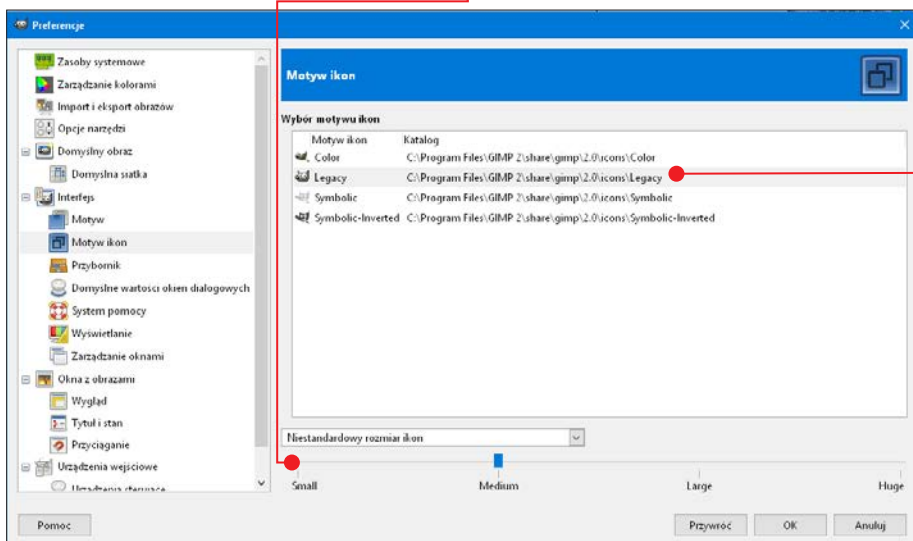 Preferencje
Zasoby systemowe
Zarządzanie kolorami
Import i eksport obrazów
Opcje narzędzi
Domyślny obraz
Domyślna siatka
Interfejs
Motyw
Motyw ikon
Przybornik
Domyślne wartości okien dialogowych
System pomocy
Wyświetlanie
Zarządzanie oknami
Okna z obrazami
Wygląd
Tytuł i stan
Przyciąganie
Urządzenia wejściowe
Urządzenia sterujące
Motyw ikon
Wybór motywu ikon
Motyw ikon Katalog
Color C:\Program Files\GIMP 2\share\gimp\2.0\icons\Color
Legacy C:\Program Files\GIMP 2\share\gimp\2.0\icons\Legacy
Symbolic C:\Program Files\GIMP 2\share\gimp\2.0\icons\Symbolic
Symbolic-Inverted C:\Program Files\GIMP 2\share\gimp\2.0\icons\Symbolic-Inverted
Niestandardowy rozmiar ikon
Small Medium Large Huge
Pomoc Przywróć OK Anuluj